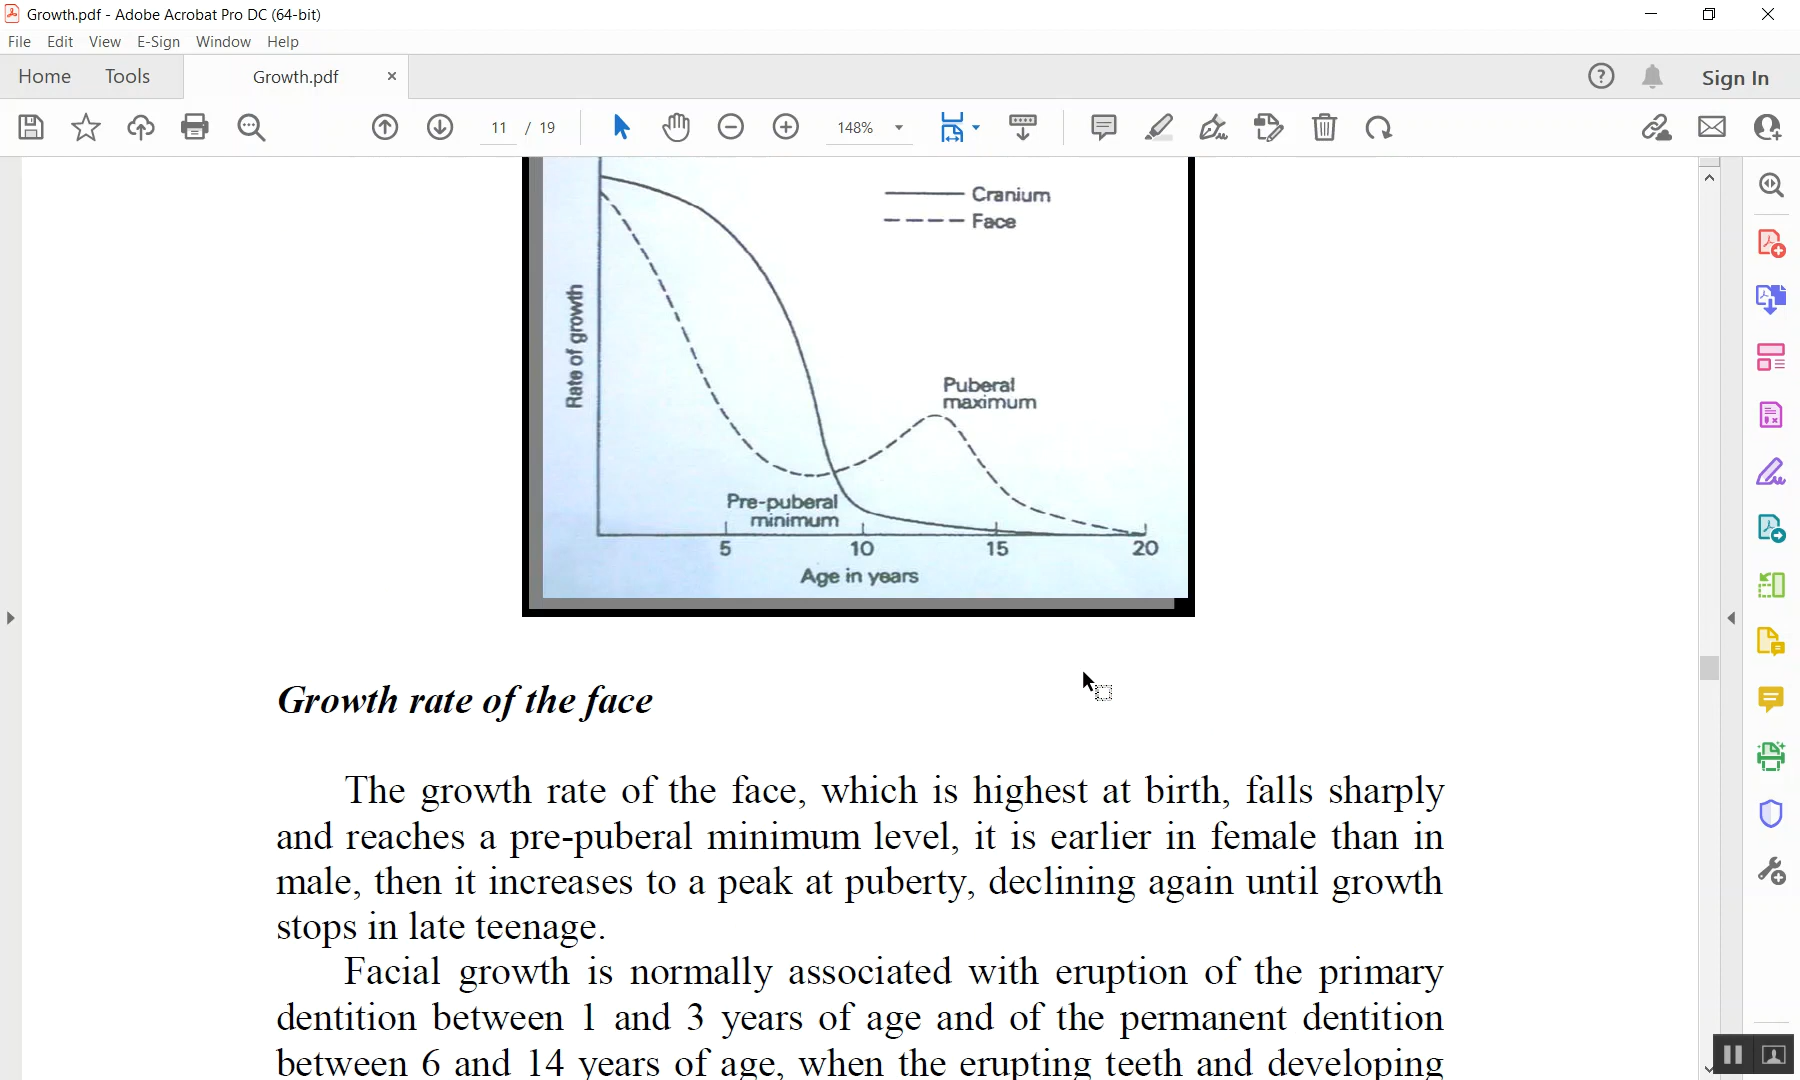 Growth.pdf - Adobe Acrobat Pro DC (64-bit)
File Edit View E-Sign Window Help
Home Tools Growth.pdf × Sign In
11 / 19 148%
Cranium
Face
Rate of growth
Puberal
maximum
Pre-puberal
minimum
5 10 15 20
Age in years
Growth rate of the face
The growth rate of the face, which is highest at birth, falls sharply
and reaches a pre-puberal minimum level, it is earlier in female than in
male, then it increases to a peak at puberty, declining again until growth
stops in late teenage.
Facial growth is normally associated with eruption of the primary
dentition between 1 and 3 years of age and of the permanent dentition
between 6 and 14 years of age, when the erupting teeth and developing